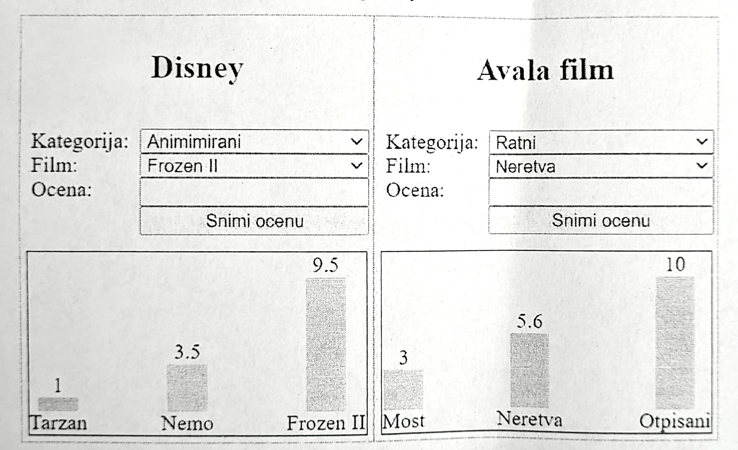 Disney
Kategorija: Animimirani
Film: Frozen II
Ocena:
Snimi ocenu
9.5
3.5
1
Tarzan Nemo Frozen II
Avala film
Kategorija: Ratni
Film: Neretva
Ocena:
Snimi ocenu
10
5.6
3
Most Neretva Otpisani